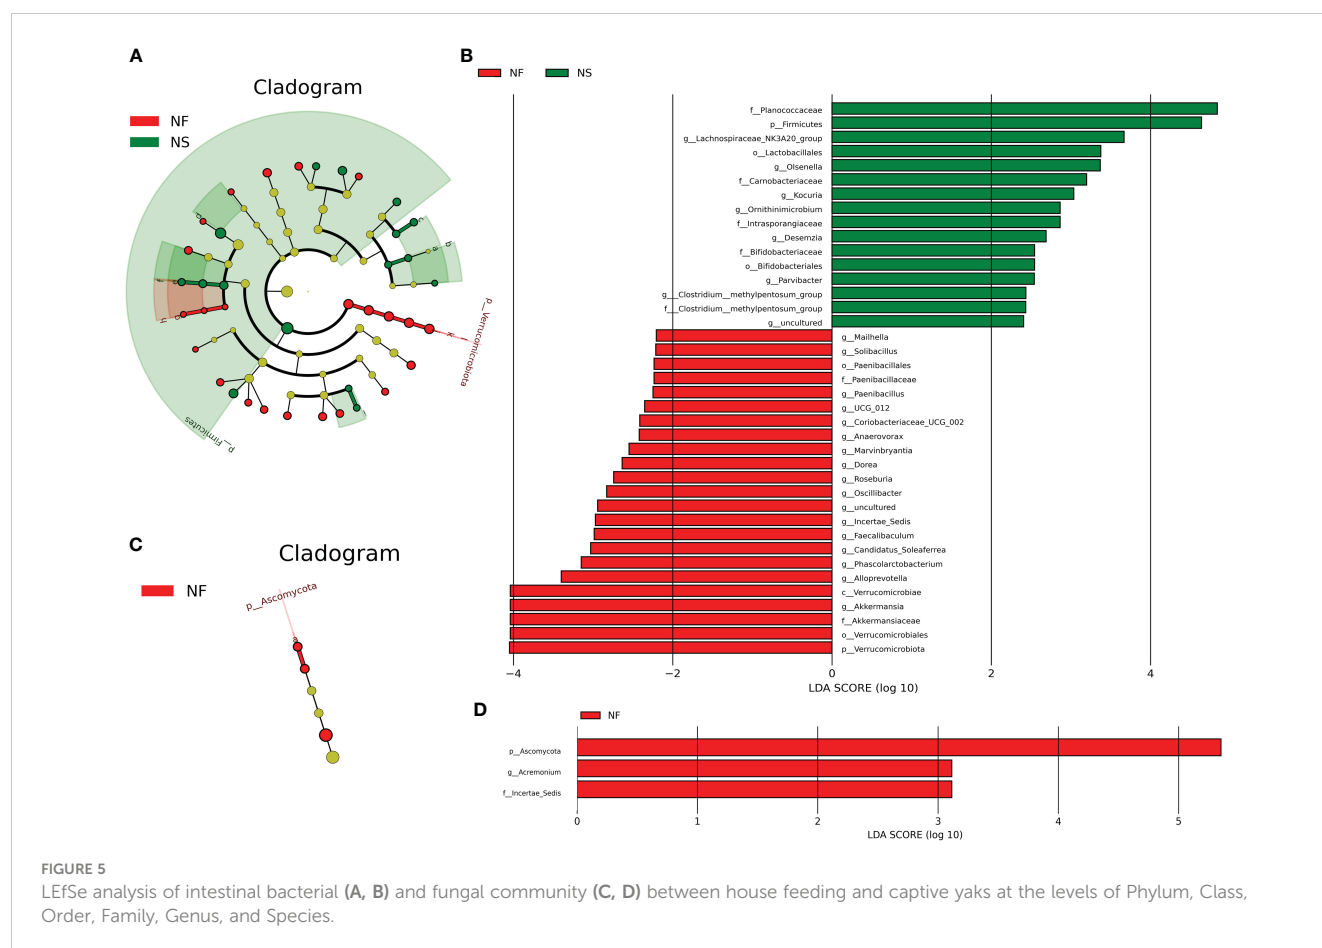 A
Cladogram
NF
NS
p__Verrucomicrobiota
p__Firmicutes
B
NF
NS
f__Planococcaceae
p__Firmicutes
g__Lachnospiraceae_NK3A20_group
o__Lactobacillales
g__Olsenella
f__Carnobacteriaceae
g__Kocuria
g__Ornithinimicrobium
f__Intrasporangiaceae
g__Desemzia
f__Bifidobacteriaceae
o__Bifidobacteriales
g__Parvibacter
g___Clostridium__methylpentosum_group
f___Clostridium__methylpentosum_group
g__uncultured
g__Mailhella
g__Solibacillus
o__Paenibacillales
f__Paenibacillaceae
g__Paenibacillus
g__UCG_012
g__Coriobacteriaceae_UCG_002
g__Anaerovorax
g__Marvinbryantia
g__Dorea
g__Roseburia
g__Oscillibacter
g__uncultured
g__Incertae_Sedis
g__Faecalibaculum
g__Candidatus_Soleaferrea
g__Phascolarctobacterium
g__Alloprevotella
c__Verrucomicrobiae
g__Akkermansia
f__Akkermansiaceae
o__Verrucomicrobiales
p__Verrucomicrobiota
−4 −2 0 2 4
LDA SCORE (log 10)
C
Cladogram
NF
p__Ascomycota
a
D
NF
p__Ascomycota
g__Acremonium
f__Incertae_Sedis
0 1 2 3 4 5
LDA SCORE (log 10)
FIGURE 5
LEfSe analysis of intestinal bacterial (A, B) and fungal community (C, D) between house feeding and captive yaks at the levels of Phylum, Class,
Order, Family, Genus, and Species.